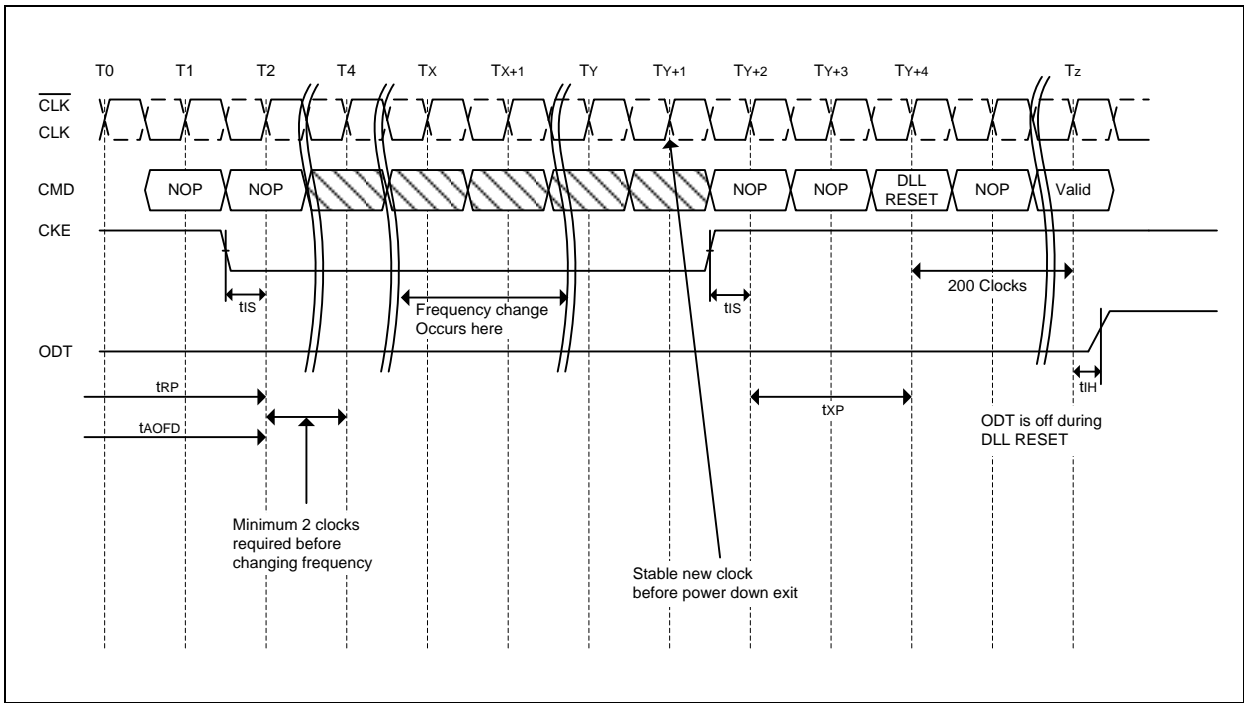 T0 T1 T2 T4 TX TX+1 TY TY+1 TY+2 TY+3 TY+4 Tz
CLK
CLK
CMD NOP NOP NOP NOP DLL RESET NOP Valid
CKE
tIS
Frequency change
Occurs here
tIS
200 Clocks
ODT
tRP
tAOFD
tXP
tIH
ODT is off during
DLL RESET
Minimum 2 clocks
required before
changing frequency
Stable new clock
before power down exit